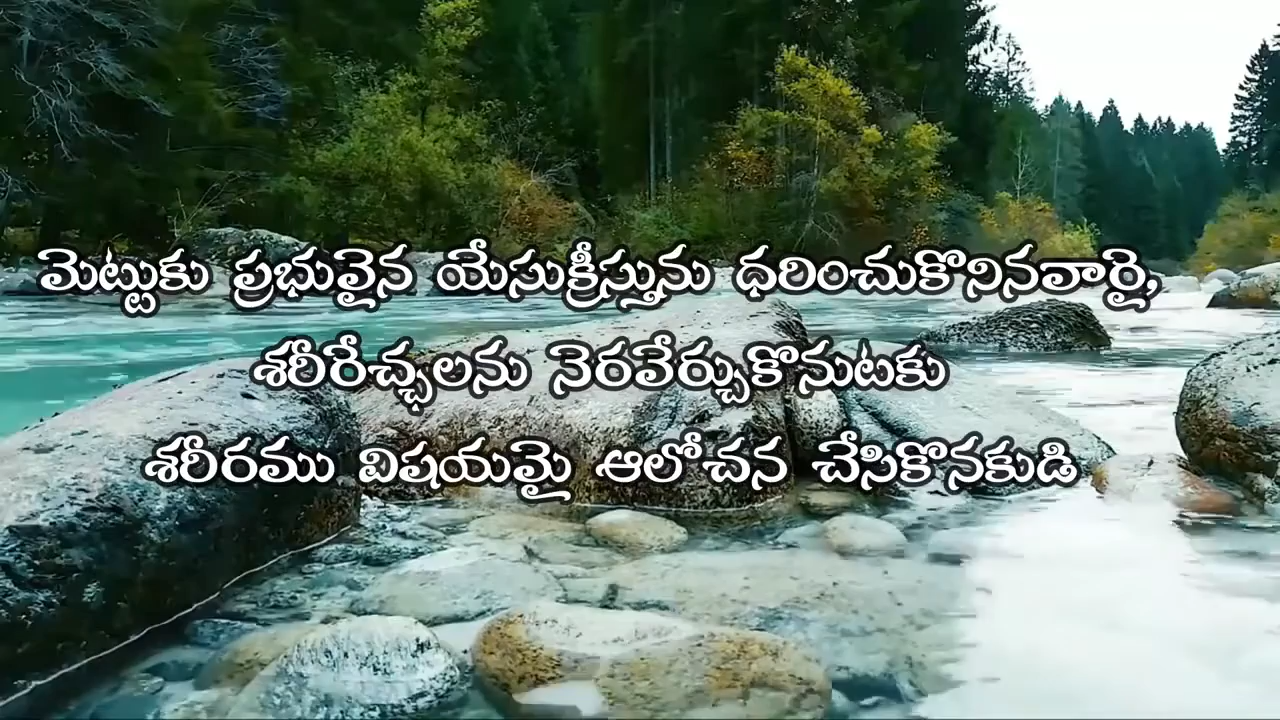 మెట్టుకు ప్రభువైన యేసుక్రీస్తును ధరించుకొనినవార్లై,
శరీరేచ్ఛలను నెరవేర్చుకొనుటకు
శరీరము విషయమై ఆలోచన చేసికొనకుడి